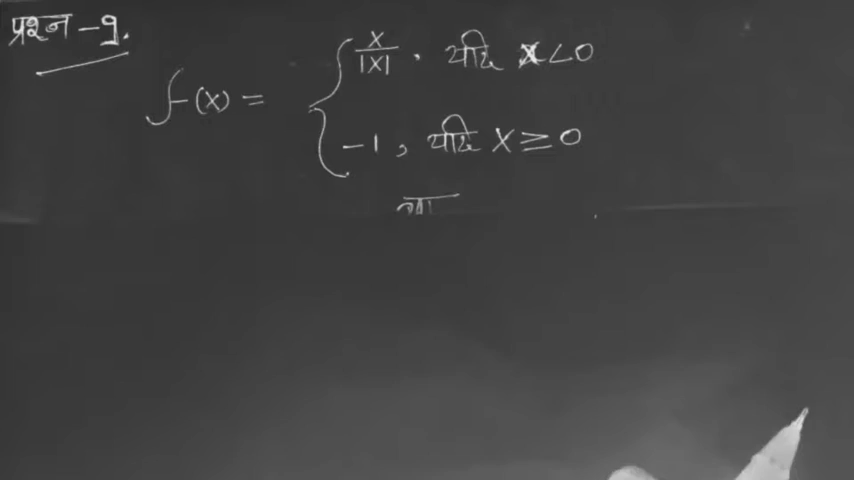 प्रश्न-9.
f(x) = { x/|x| , यदि x<0
-1, यदि x≥0